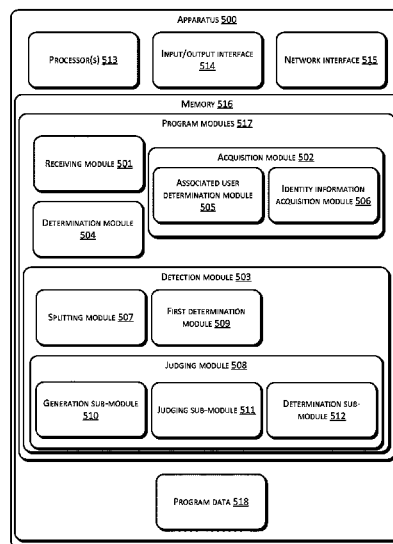 APPARATUS 500
PROCESSOR(S) 513
INPUT/OUTPUT INTERFACE
514
NETWORK INTERFACE 515
MEMORY 516
PROGRAM MODULES 517
RECEIVING MODULE 501
ACQUISITION MODULE 502
ASSOCIATED USER
DETERMINATION MODULE
505
IDENTITY INFORMATION
ACQUISITION MODULE 506
DETERMINATION MODULE
504
DETECTION MODULE 503
SPLITTING MODULE 507
FIRST DETERMINATION
MODULE 509
JUDGING MODULE 508
GENERATION SUB-MODULE
510
JUDGING SUB-MODULE 511
DETERMINATION SUB-
MODULE 512
PROGRAM DATA 518